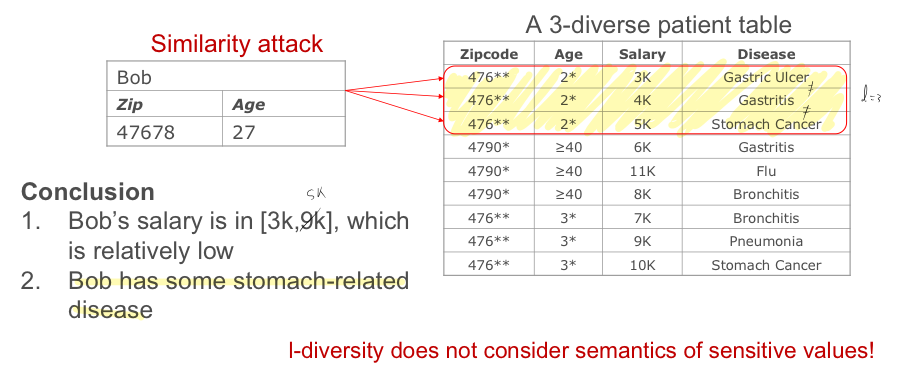 Similarity attack
Bob
Zip Age
47678 27
A 3-diverse patient table
Zipcode Age Salary Disease
476** 2* 3K Gastric Ulcer
≠
476** 2* 4K Gastritis
≠
476** 2* 5K Stomach Cancer
l=3
4790* ≥40 6K Gastritis
4790* ≥40 11K Flu
4790* ≥40 8K Bronchitis
476** 3* 7K Bronchitis
476** 3* 9K Pneumonia
476** 3* 10K Stomach Cancer
Conclusion
5K
1. Bob's salary is in [3k,9k], which
is relatively low
2. Bob has some stomach-related
disease
l-diversity does not consider semantics of sensitive values!